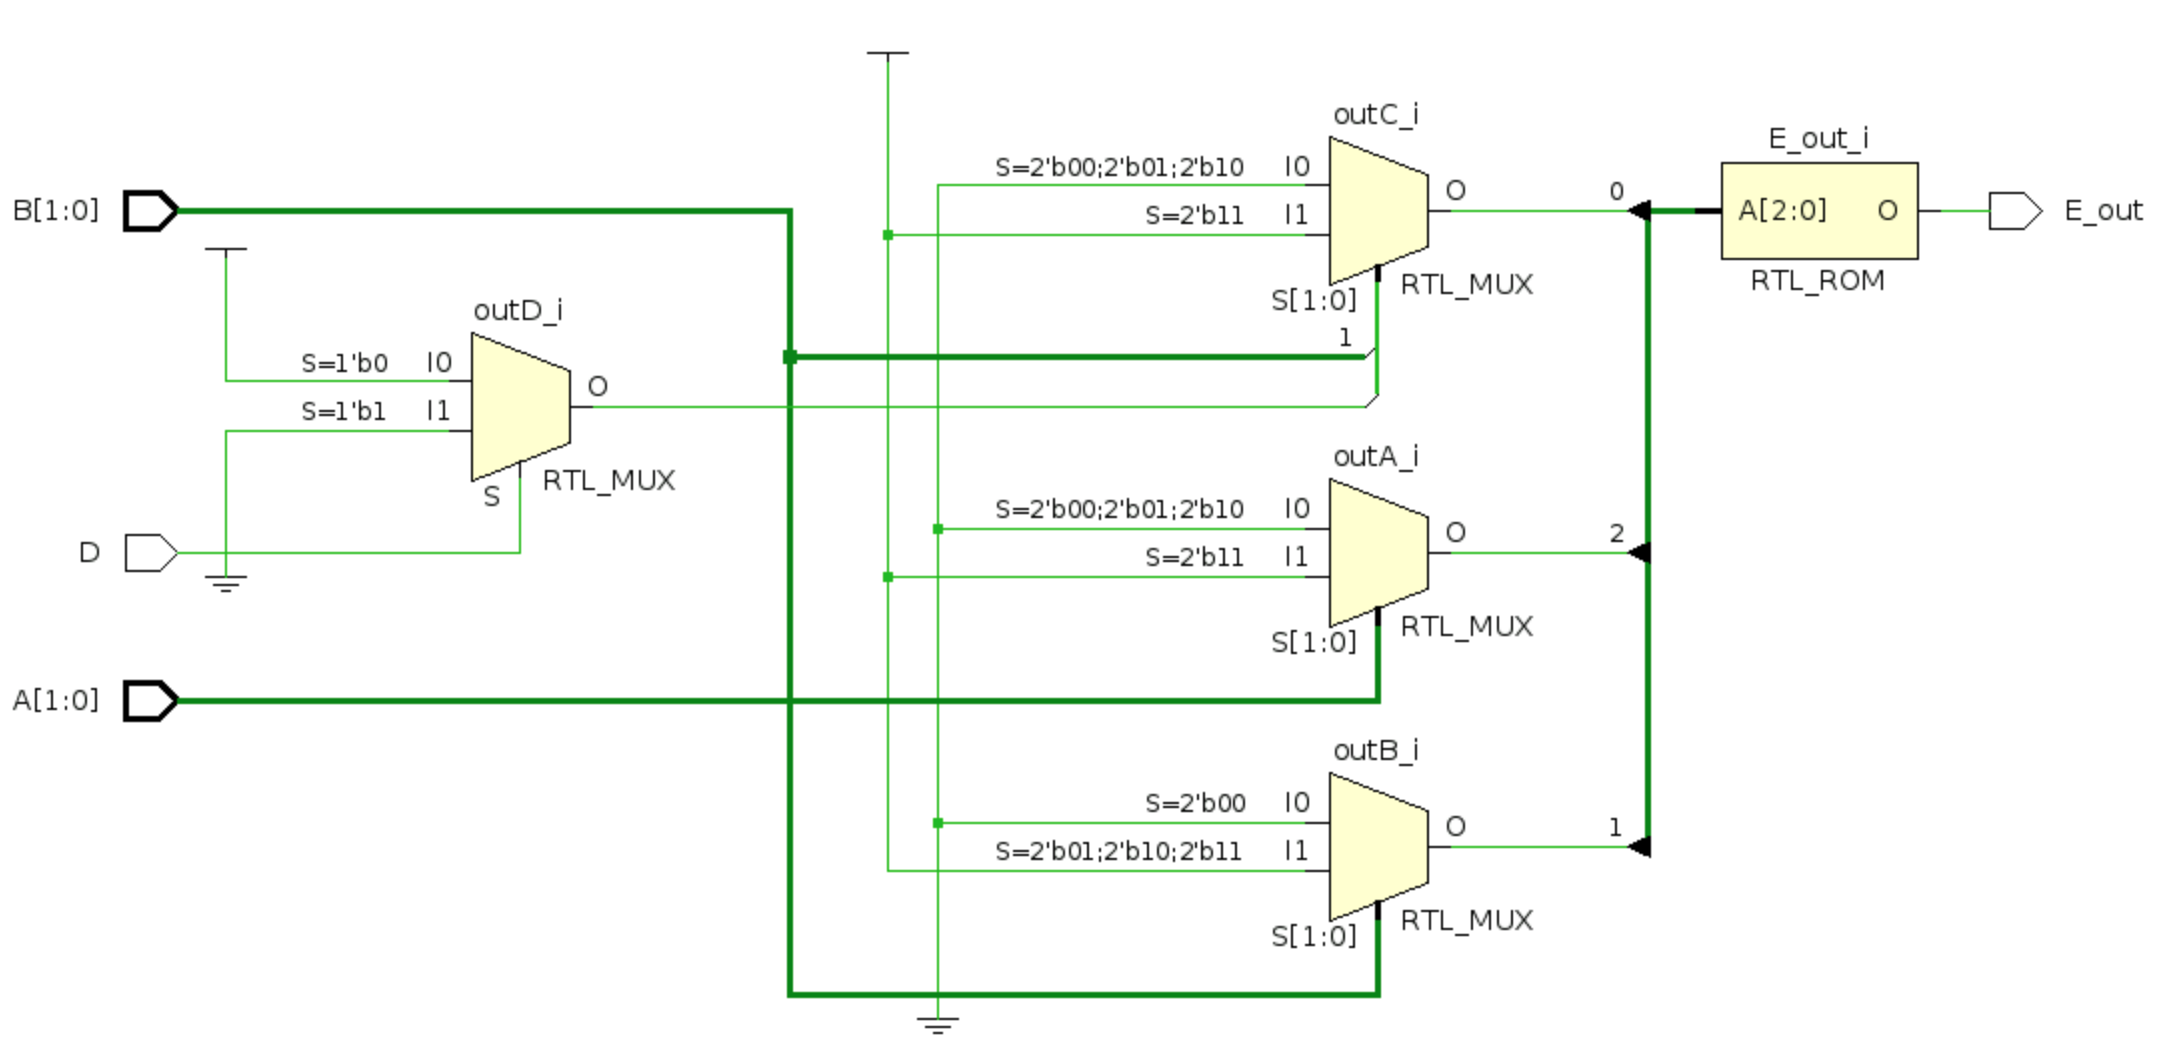 outC_i
E_out_i
S=2'b00;2'b01;2'b10 I0
O
0
S=2'b11 I1
B[1:0]
A[2:0] O
E_out
RTL_MUX
RTL_ROM
S[1:0]
outD_i
1
S=1'b0 I0
O
S=1'b1 I1
outA_i
RTL_MUX
S
S=2'b00;2'b01;2'b10 I0
O
2
D
S=2'b11 I1
RTL_MUX
S[1:0]
A[1:0]
outB_i
S=2'b00 I0
O
1
S=2'b01;2'b10;2'b11 I1
RTL_MUX
S[1:0]